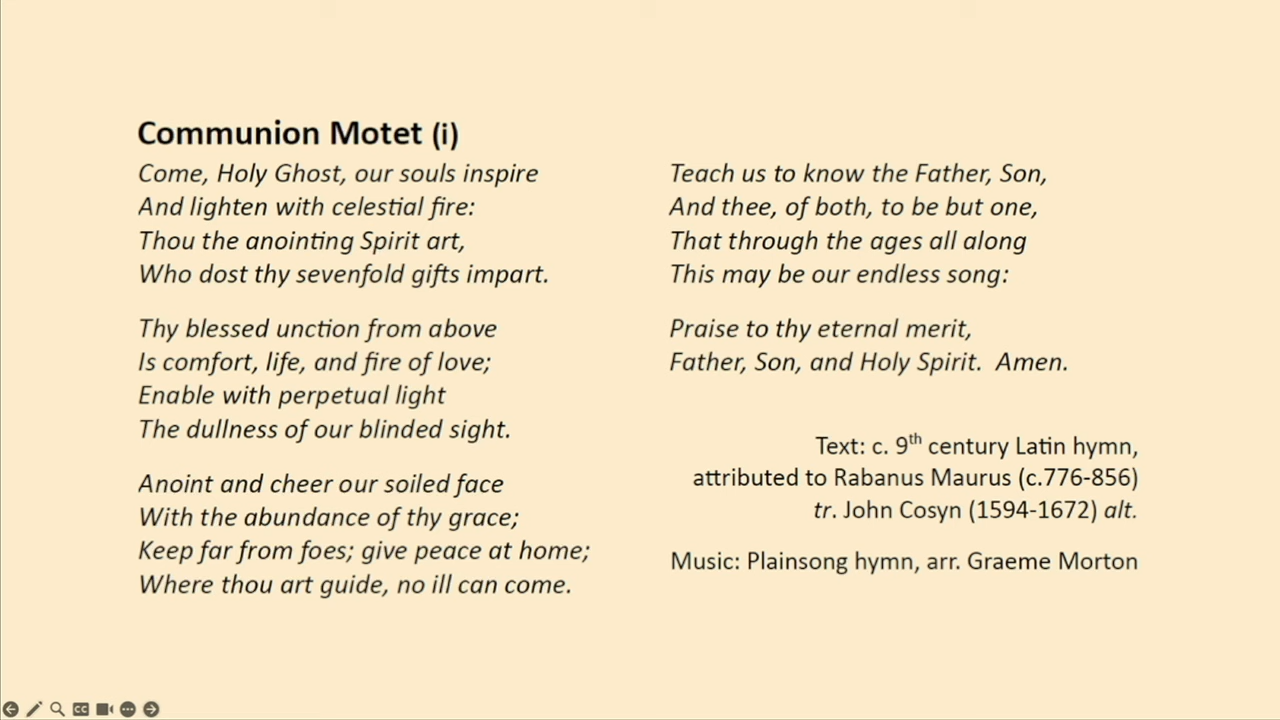 Communion Motet (i)
Come, Holy Ghost, our souls inspire
And lighten with celestial fire:
Thou the anointing Spirit art,
Who dost thy sevenfold gifts impart.
Thy blessed unction from above
Is comfort, life, and fire of love;
Enable with perpetual light
The dullness of our blinded sight.
Anoint and cheer our soiled face
With the abundance of thy grace;
Keep far from foes; give peace at home;
Where thou art guide, no ill can come.
Teach us to know the Father, Son,
And thee, of both, to be but one,
That through the ages all along
This may be our endless song:
Praise to thy eternal merit,
Father, Son, and Holy Spirit.  Amen.
Text: c. 9th century Latin hymn,
attributed to Rabanus Maurus (c.776-856)
tr. John Cosyn (1594-1672) alt.
Music: Plainsong hymn, arr. Graeme Morton
CC